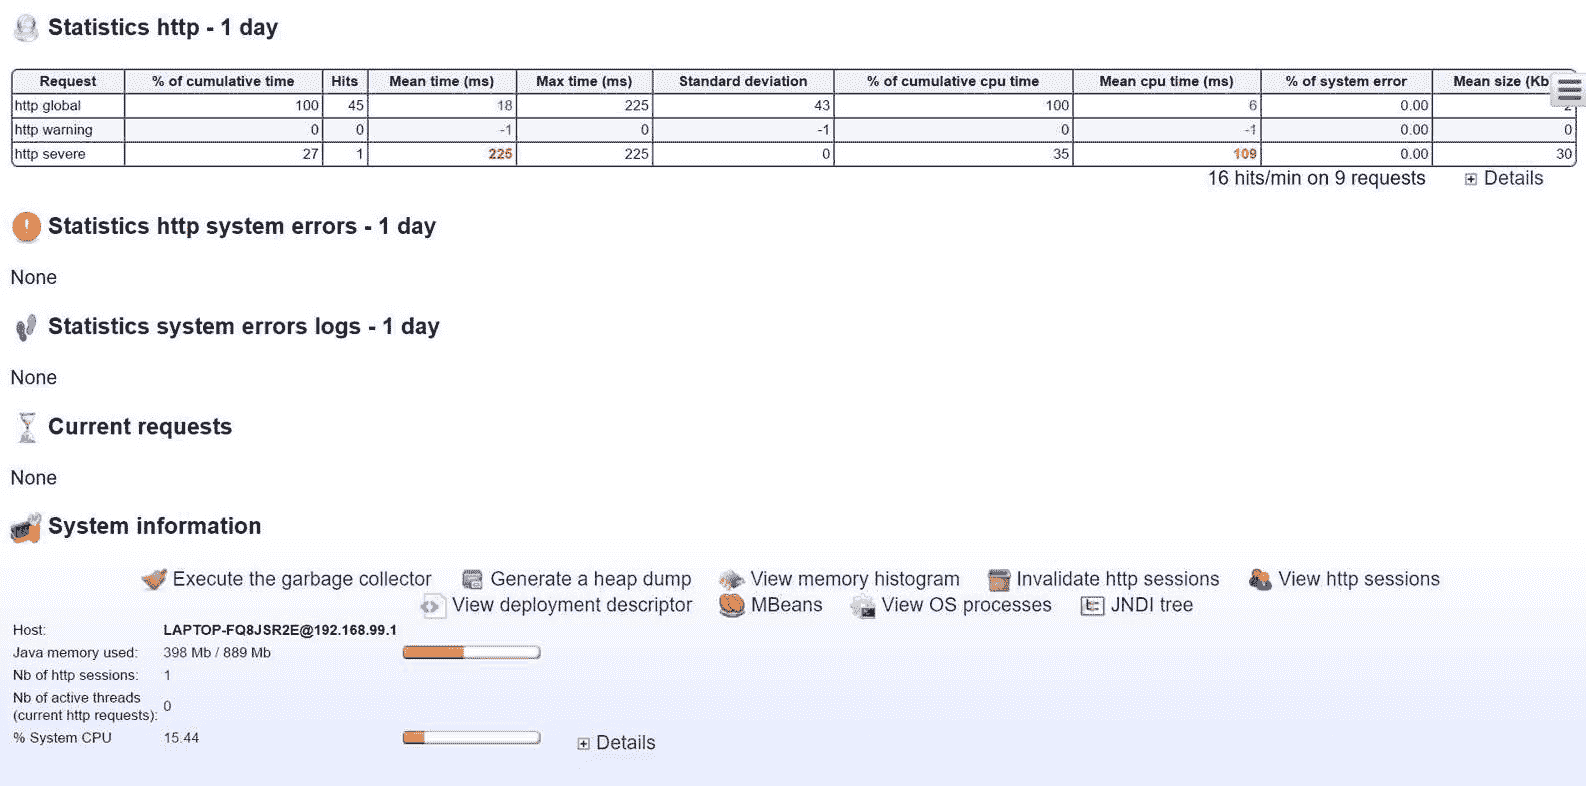 Statistics http - 1 day
Request % of cumulative time Hits Mean time (ms) Max time (ms) Standard deviation % of cumulative cpu time Mean cpu time (ms) % of system error Mean size (Kb
http global 100 45 18 225 43 100 6 0.00 2
http warning 0 0 -1 0 -1 0 -1 0.00 0
http severe 27 1 225 225 0 35 109 0.00 30
16 hits/min on 9 requests Details
Statistics http system errors - 1 day
None
Statistics system errors logs - 1 day
None
Current requests
None
System information
Execute the garbage collector Generate a heap dump View memory histogram Invalidate http sessions View http sessions
View deployment descriptor MBeans View OS processes JNDI tree
Host: LAPTOP-FQ8JSR2E@192.168.99.1
Java memory used: 398 Mb / 889 Mb
Nb of http sessions: 1
Nb of active threads
(current http requests): 0
% System CPU 15.44 Details